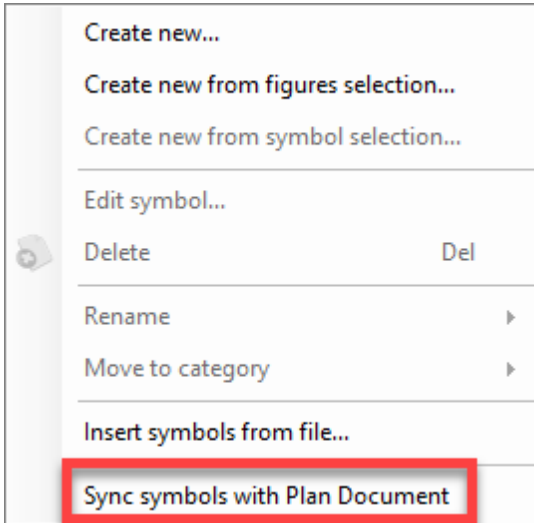 Create new...
Create new from figures selection...
Create new from symbol selection...
Edit symbol...
Delete Del
Rename
Move to category
Insert symbols from file...
Sync symbols with Plan Document